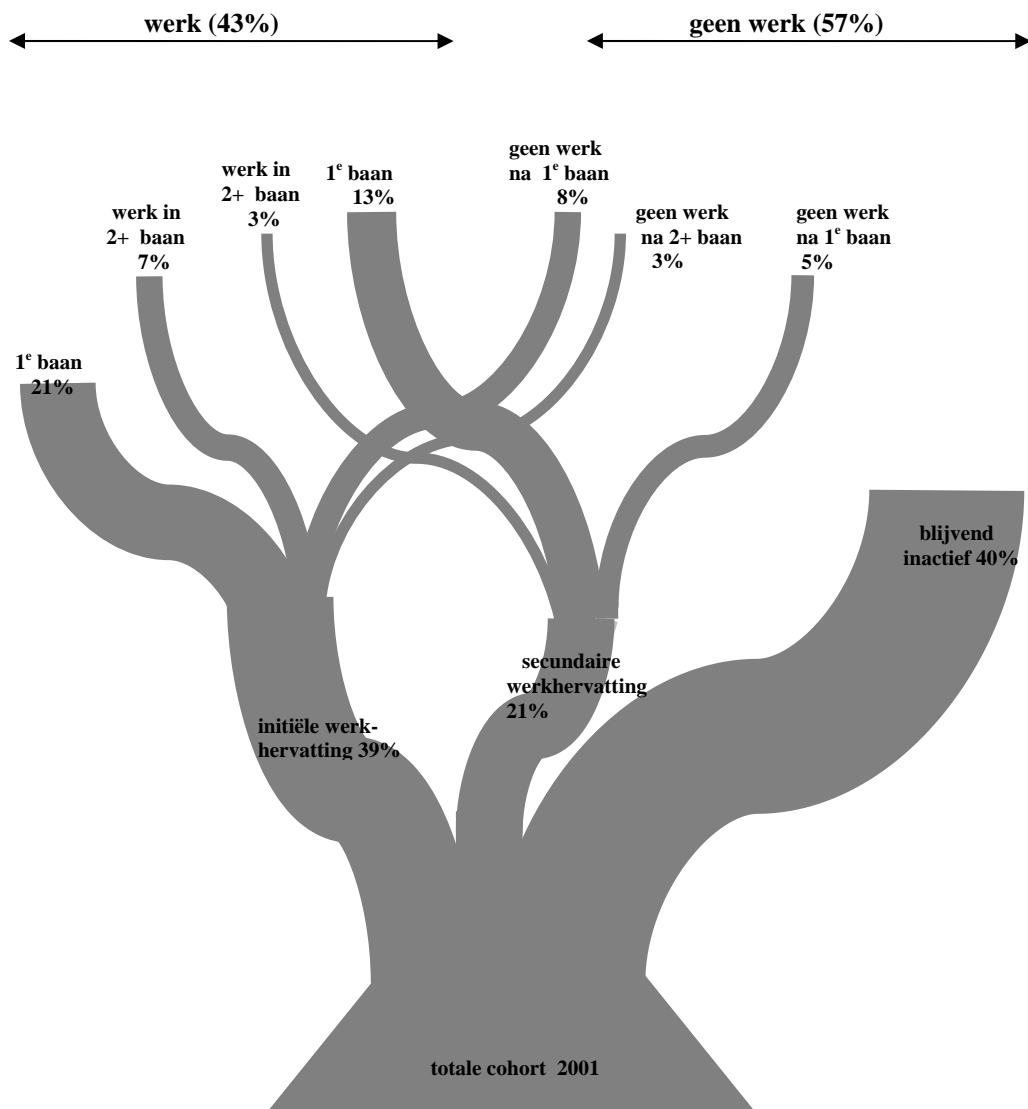 werk (43%)
geen werk (57%)
werk in
2+ baan
7%
werk in
2+ baan
3%
1e baan
13%
geen werk
na 1e baan
8%
geen werk
na 2+ baan
3%
geen werk
na 1e baan
5%
1e baan
21%
blijvend
inactief 40%
secundaire
werkhervatting
21%
initiële werk-
hervatting 39%
totale cohort 2001